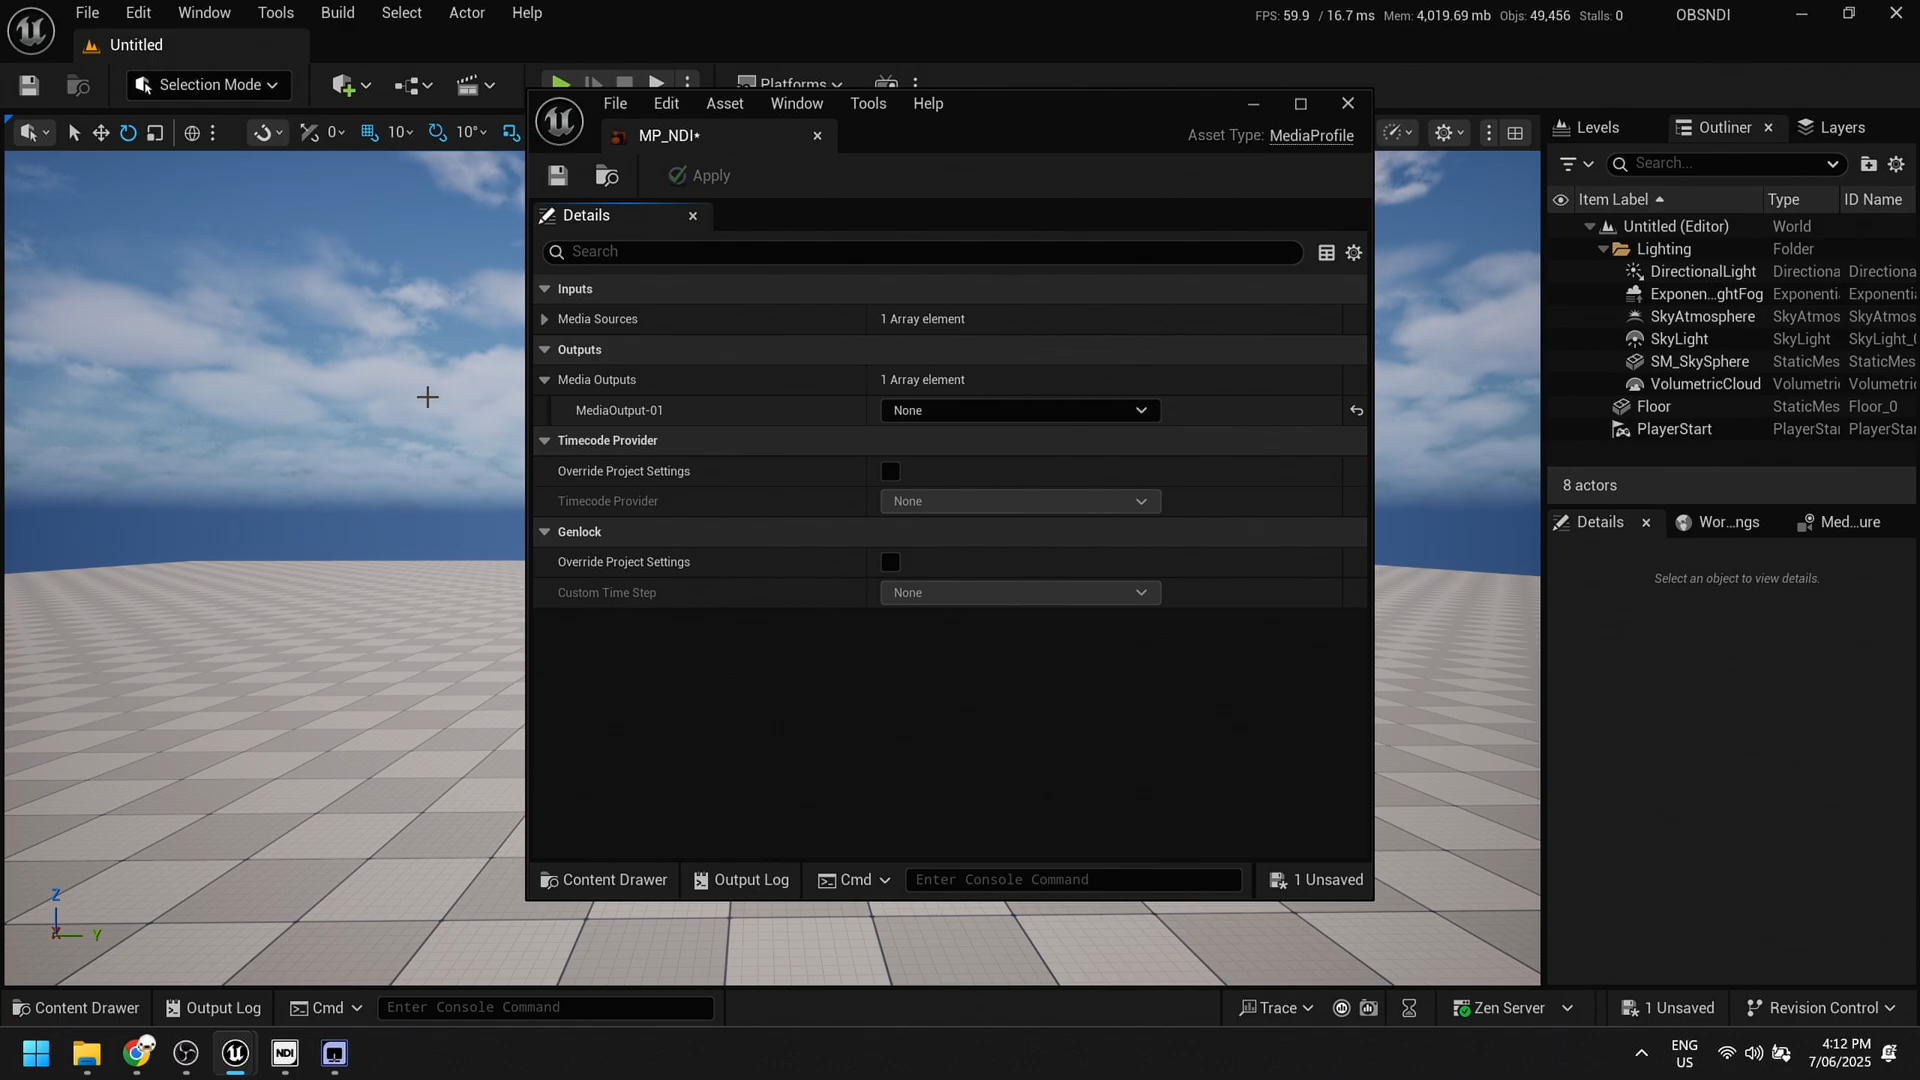 File Edit Window Tools Build Select Actor Help
FPS: 59.9 / 16.7 ms Mem: 4,019.69 mb Objs: 49,456 Stalls: 0 OBSNDI
Untitled
Selection Mode
Platforms
File Edit Asset Window Tools Help
MP_NDI*
Asset Type: MediaProfile
0 10 10°
Levels Outliner Layers
Apply
Search...
Item Label Type ID Name
Details
Untitled (Editor) World
Search
Lighting Folder
DirectionalLight Directiona Directiona
Inputs
Exponen...ghtFog Exponenti Exponentia
Media Sources 1 Array element
SkyAtmosphere SkyAtmos SkyAtmos
SkyLight SkyLight SkyLight_
Outputs
SM_SkySphere StaticMes StaticMes
Media Outputs 1 Array element
VolumetricCloud Volumetri Volumetric
MediaOutput-01 None
Floor StaticMes Floor_0
PlayerStart PlayerStar PlayerStar
Timecode Provider
Override Project Settings
8 actors
Timecode Provider None
Details Wor...ngs Med...ure
Genlock
Override Project Settings
Select an object to view details.
Custom Time Step None
Content Drawer Output Log Cmd Enter Console Command 1 Unsaved
Z
X Y
Content Drawer Output Log Cmd Enter Console Command Trace Zen Server 1 Unsaved Revision Control
NDI
ENG
US
4:12 PM
7/06/2025